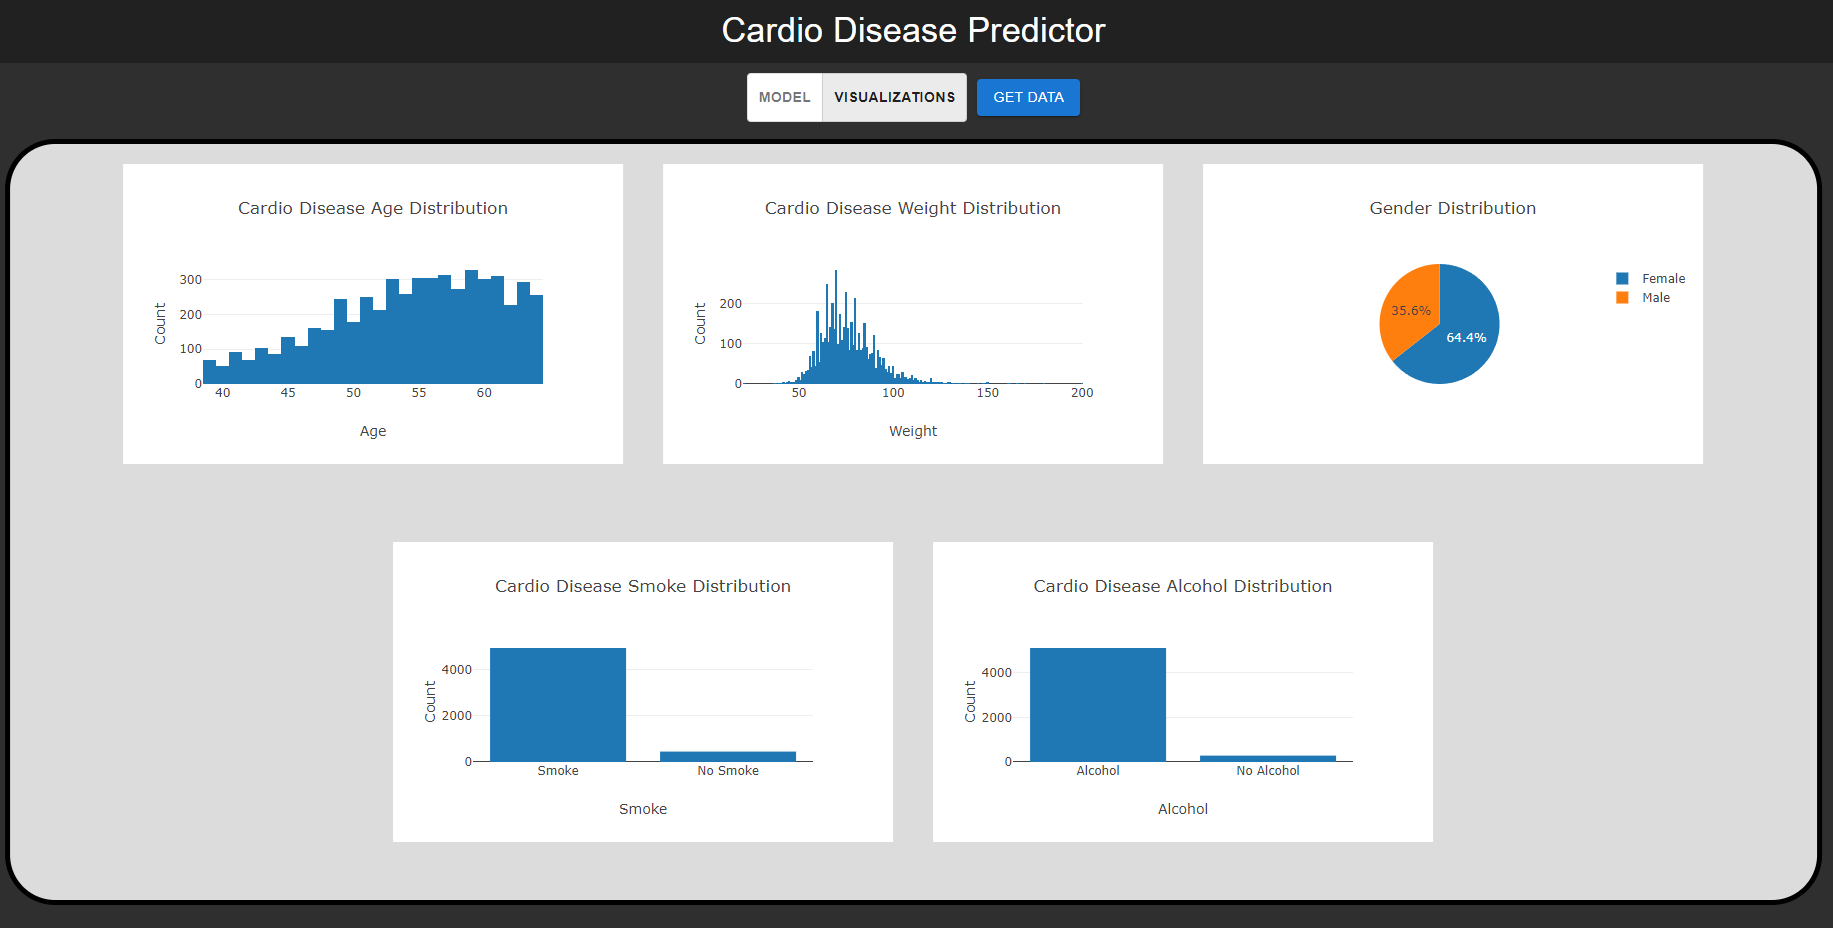 Cardio Disease Predictor
MODEL VISUALIZATIONS GET DATA
Cardio Disease Age Distribution
Count
300
200
100
0
40 45 50 55 60
Age
Cardio Disease Weight Distribution
Count
200
100
0
50 100 150 200
Weight
Gender Distribution
35.6%
64.4%
Female
Male
Cardio Disease Smoke Distribution
Count
4000
2000
0
Smoke No Smoke
Smoke
Cardio Disease Alcohol Distribution
Count
4000
2000
0
Alcohol No Alcohol
Alcohol